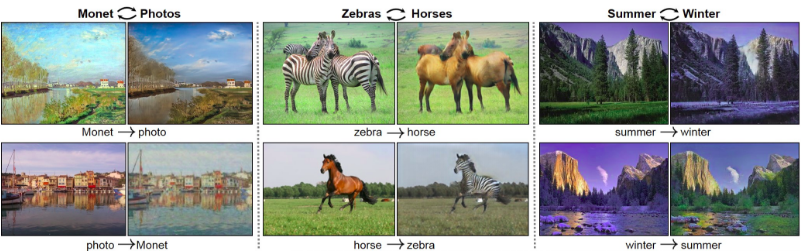 Monet ⇄ Photos
Monet → photo
photo → Monet
Zebras ⇄ Horses
zebra → horse
horse → zebra
Summer ⇄ Winter
summer → winter
winter → summer